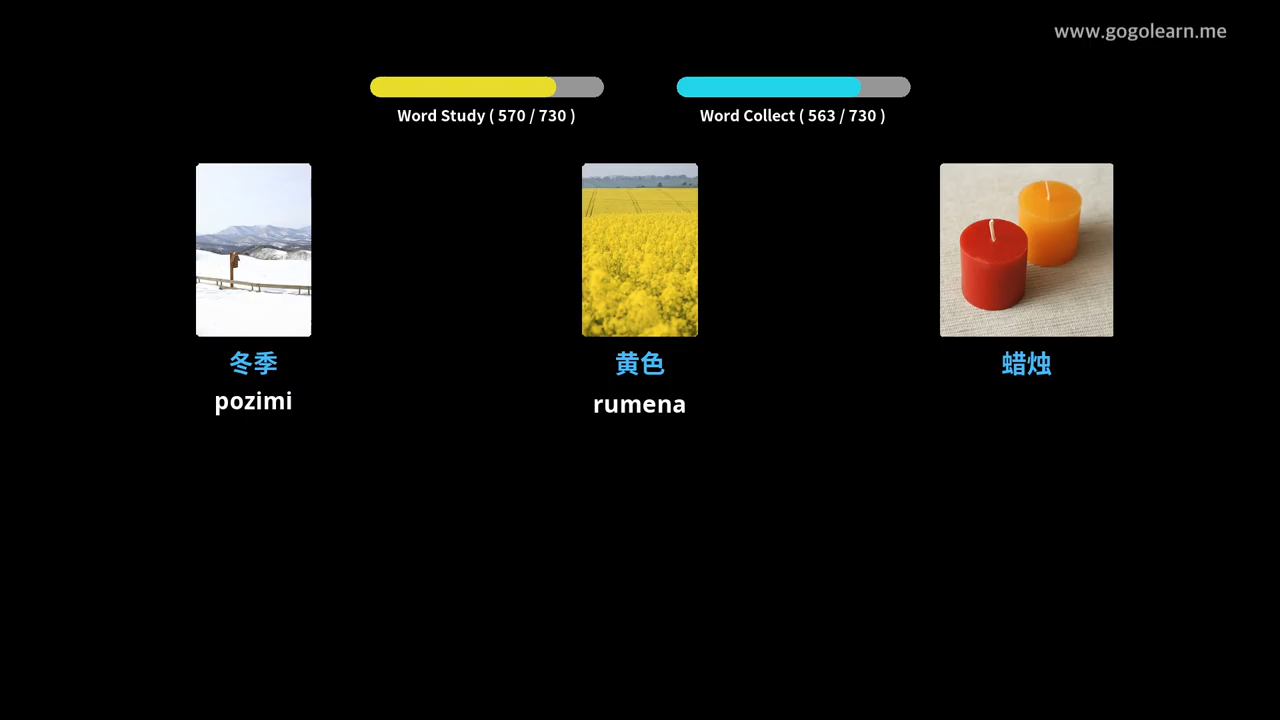 www.gogolearn.me
Word Study ( 570 / 730 )
Word Collect ( 563 / 730 )
冬季
黄色
蜡烛
pozimi
rumena